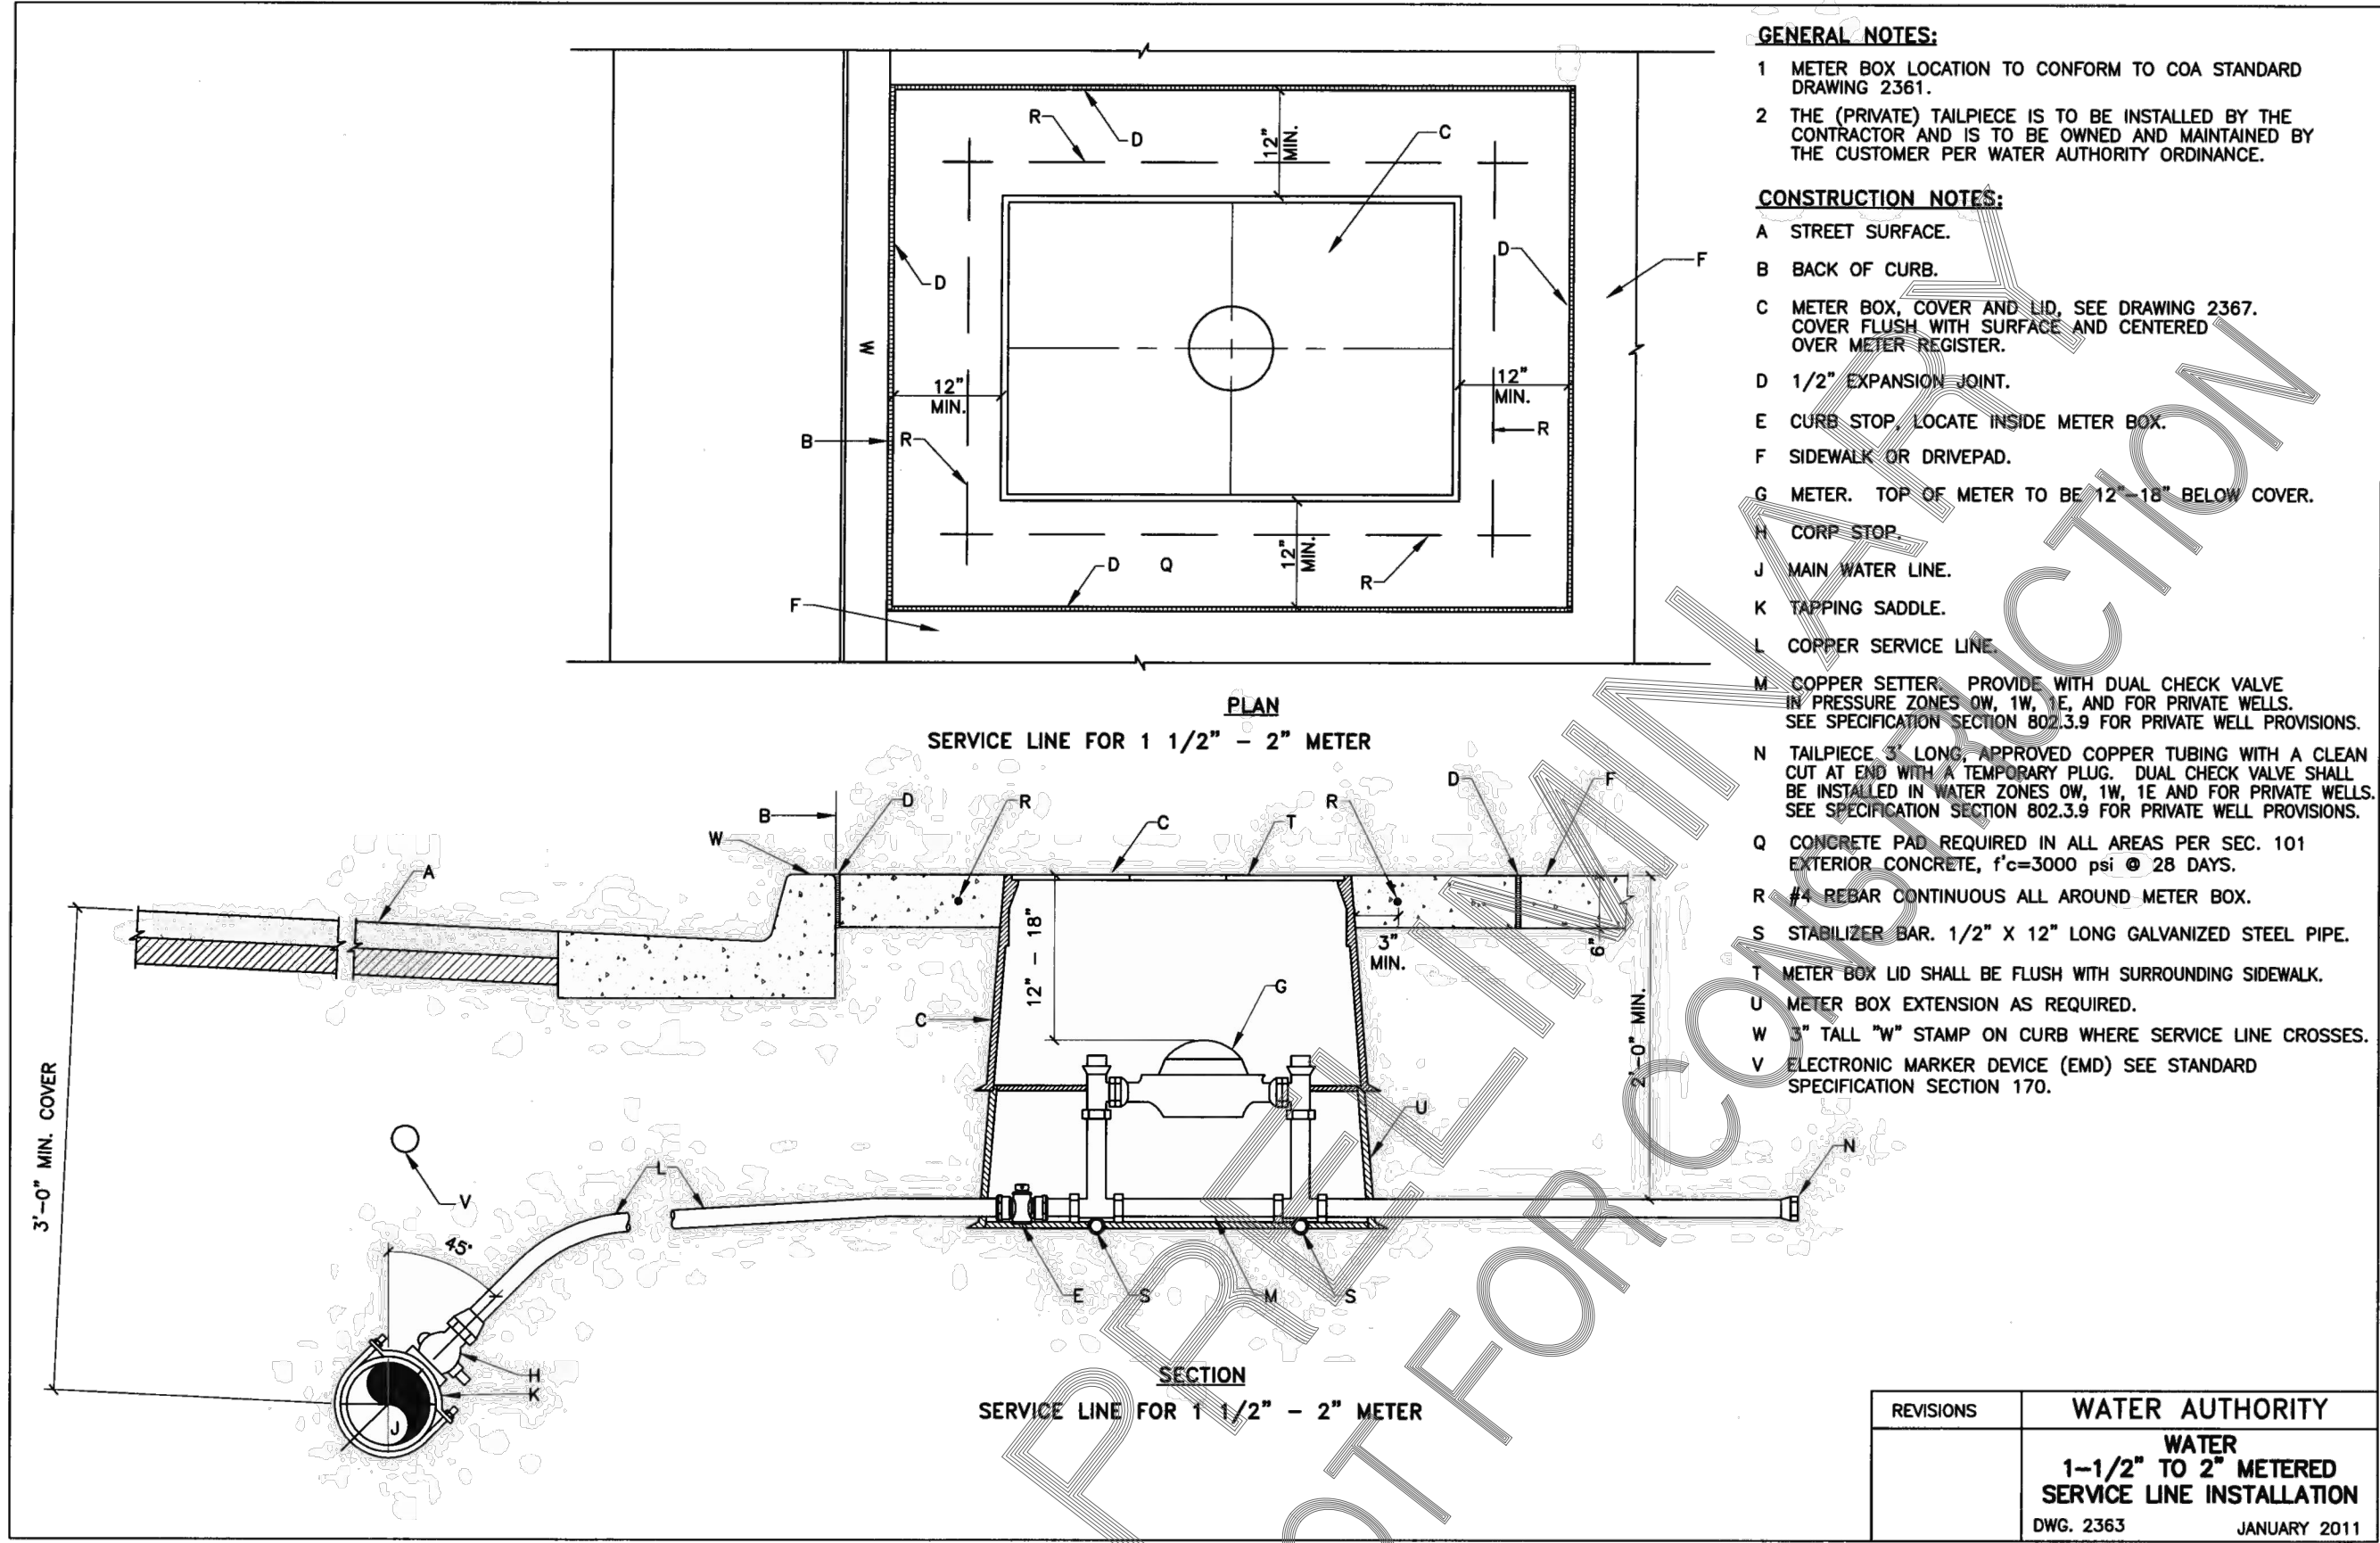 GENERAL NOTES:
1 METER BOX LOCATION TO CONFORM TO COA STANDARD
DRAWING 2361.
2 THE (PRIVATE) TAILPIECE IS TO BE INSTALLED BY THE
CONTRACTOR AND IS TO BE OWNED AND MAINTAINED BY
THE CUSTOMER PER WATER AUTHORITY ORDINANCE.
CONSTRUCTION NOTES:
A STREET SURFACE.
B BACK OF CURB.
C METER BOX, COVER AND LID, SEE DRAWING 2367.
COVER FLUSH WITH SURFACE AND CENTERED
OVER METER REGISTER.
D 1/2" EXPANSION JOINT.
E CURB STOP, LOCATE INSIDE METER BOX.
F SIDEWALK OR DRIVEPAD.
G METER. TOP OF METER TO BE 12"-18" BELOW COVER.
H CORP STOP.
J MAIN WATER LINE.
K TAPPING SADDLE.
L COPPER SERVICE LINE.
M COPPER SETTER. PROVIDE WITH DUAL CHECK VALVE
IN PRESSURE ZONES 0W, 1W, 1E, AND FOR PRIVATE WELLS.
SEE SPECIFICATION SECTION 802.3.9 FOR PRIVATE WELL PROVISIONS.
N TAILPIECE 3' LONG, APPROVED COPPER TUBING WITH A CLEAN
CUT AT END WITH A TEMPORARY PLUG. DUAL CHECK VALVE SHALL
BE INSTALLED IN WATER ZONES 0W, 1W, 1E AND FOR PRIVATE WELLS.
SEE SPECIFICATION SECTION 802.3.9 FOR PRIVATE WELL PROVISIONS.
Q CONCRETE PAD REQUIRED IN ALL AREAS PER SEC. 101
EXTERIOR CONCRETE, f'c=3000 psi @ 28 DAYS.
R #4 REBAR CONTINUOUS ALL AROUND METER BOX.
S STABILIZER BAR. 1/2" X 12" LONG GALVANIZED STEEL PIPE.
T METER BOX LID SHALL BE FLUSH WITH SURROUNDING SIDEWALK.
U METER BOX EXTENSION AS REQUIRED.
W 3" TALL "W" STAMP ON CURB WHERE SERVICE LINE CROSSES.
V ELECTRONIC MARKER DEVICE (EMD) SEE STANDARD
SPECIFICATION SECTION 170.
R
D
12"
MIN.
C
D
D
F
W
12"
MIN.
12"
MIN.
B
R
R
D
Q
12"
MIN.
R
F
PLAN
SERVICE LINE FOR 1 1/2" - 2" METER
B
D
R
R
C
T
D
F
W
A
12" - 18"
3"
MIN.
6"
G
C
2'-0" MIN.
3'-0" MIN. COVER
U
N
L
V
45°
E
S
M
S
H
K
J
SECTION
SERVICE LINE FOR 1 1/2" - 2" METER
PRELIMINARY
OT FOR CONSTRUCTION
REVISIONS
WATER AUTHORITY
WATER
1-1/2" TO 2" METERED
SERVICE LINE INSTALLATION
DWG. 2363
JANUARY 2011